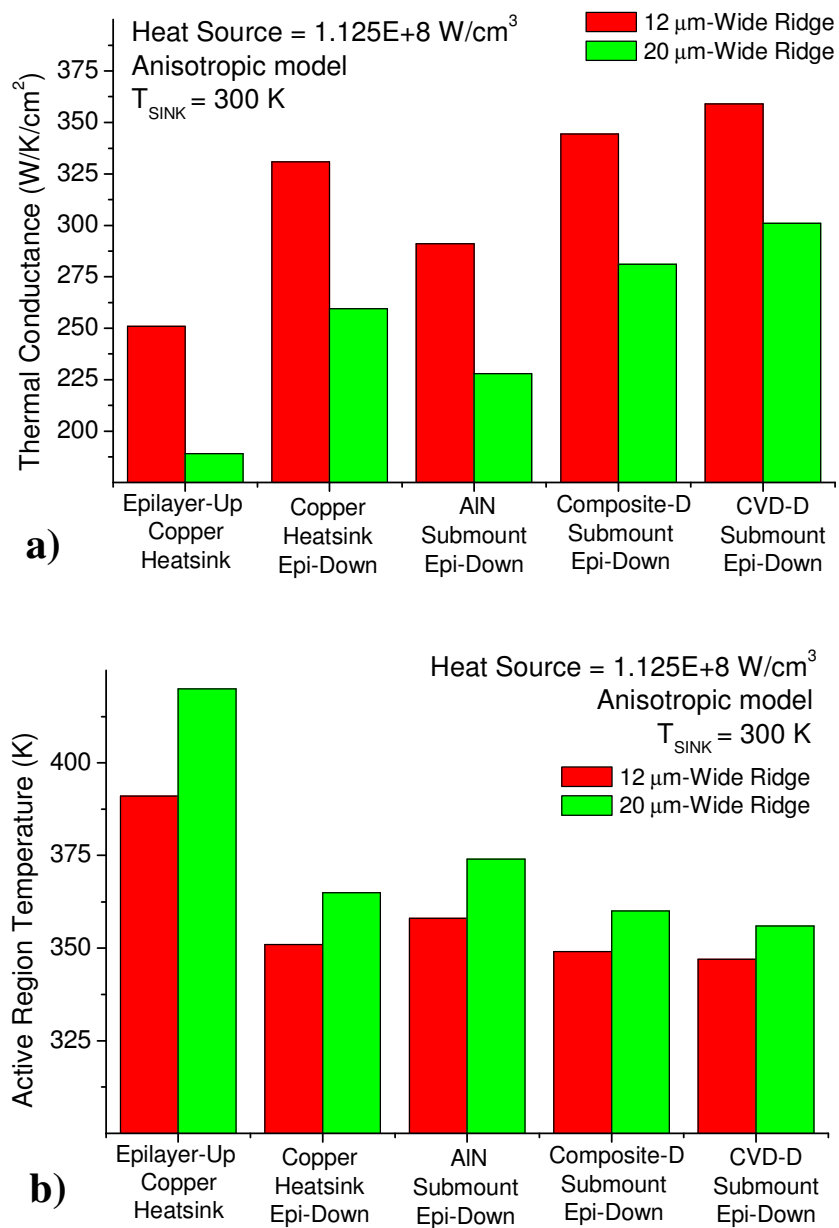 Heat Source = 1.125E+8 W/cm³
Anisotropic model
T_SINK = 300 K
12 μm-Wide Ridge
20 μm-Wide Ridge
Thermal Conductance (W/K/cm²)
375
350
325
300
275
250
225
200
Epilayer-Up
Copper
Heatsink
Copper
Heatsink
Epi-Down
AlN
Submount
Epi-Down
Composite-D
Submount
Epi-Down
CVD-D
Submount
Epi-Down
a)
Heat Source = 1.125E+8 W/cm³
Anisotropic model
T_SINK = 300 K
12 μm-Wide Ridge
20 μm-Wide Ridge
Active Region Temperature (K)
400
375
350
325
Epilayer-Up
Copper
Heatsink
Copper
Heatsink
Epi-Down
AlN
Submount
Epi-Down
Composite-D
Submount
Epi-Down
CVD-D
Submount
Epi-Down
b)